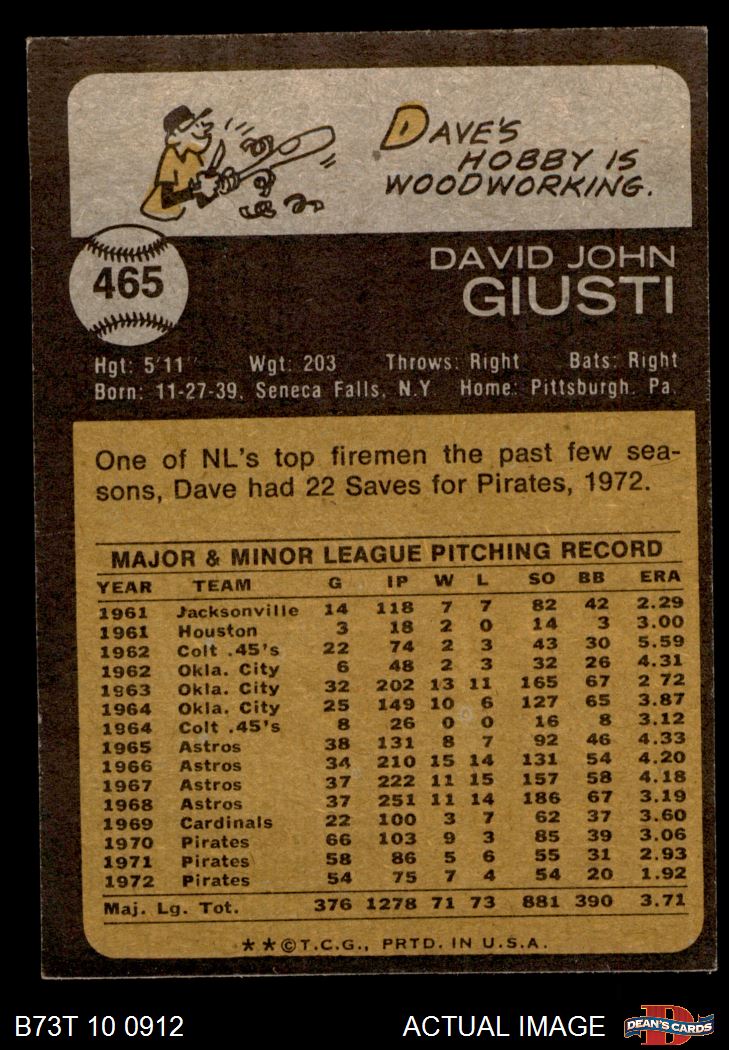 DAVE'S
HOBBY IS
WOODWORKING.
465
DAVID JOHN
GIUSTI
Hgt: 5'11" Wgt: 203 Throws: Right Bats: Right
Born: 11-27-39, Seneca Falls, N.Y. Home: Pittsburgh, Pa.
One of NL's top firemen the past few sea-
sons, Dave had 22 Saves for Pirates, 1972.
MAJOR & MINOR LEAGUE PITCHING RECORD
YEAR TEAM G IP W L SO BB ERA
1961 Jacksonville 14 118 7 7 82 42 2.29
1961 Houston 3 18 2 0 14 3 3.00
1962 Colt .45's 22 74 2 3 43 30 5.59
1962 Okla. City 6 48 2 3 32 26 4.31
1963 Okla. City 32 202 13 11 165 67 2 72
1964 Okla. City 25 149 10 6 127 65 3.87
1964 Colt .45's 8 26 0 0 16 8 3.12
1965 Astros 38 131 8 7 92 46 4.33
1966 Astros 34 210 15 14 131 54 4.20
1967 Astros 37 222 11 15 157 58 4.18
1968 Astros 37 251 11 14 186 67 3.19
1969 Cardinals 22 100 3 7 62 37 3.60
1970 Pirates 66 103 9 3 85 39 3.06
1971 Pirates 58 86 5 6 55 31 2.93
1972 Pirates 54 75 7 4 54 20 1.92
Maj. Lg. Tot. 376 1278 71 73 881 390 3.71
★★©T.C.G., PRTD. IN U.S.A.
B73T 10 0912 ACTUAL IMAGE DEAN'S CARDS